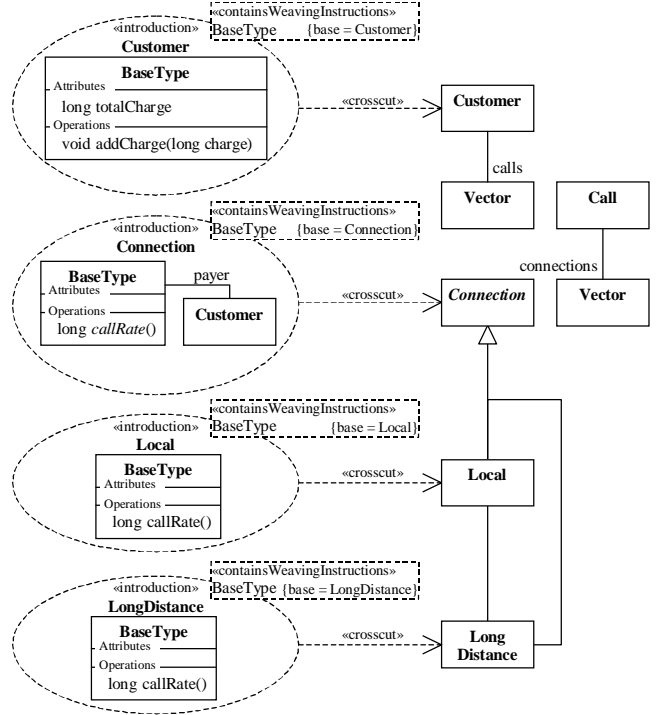 «containsWeavingInstructions»
BaseType {base = Customer}
«introduction»
Customer
BaseType
Attributes
long totalCharge
Operations
void addCharge(long charge)
«crosscut»
Customer
calls
Vector
Call
connections
Vector
«containsWeavingInstructions»
BaseType {base = Connection}
«introduction»
Connection
BaseType
Attributes
Operations
long callRate()
payer
Customer
«crosscut»
Connection
«containsWeavingInstructions»
BaseType {base = Local}
«introduction»
Local
BaseType
Attributes
Operations
long callRate()
«crosscut»
Local
«containsWeavingInstructions»
BaseType {base = LongDistance}
«introduction»
LongDistance
BaseType
Attributes
Operations
long callRate()
«crosscut»
Long
Distance